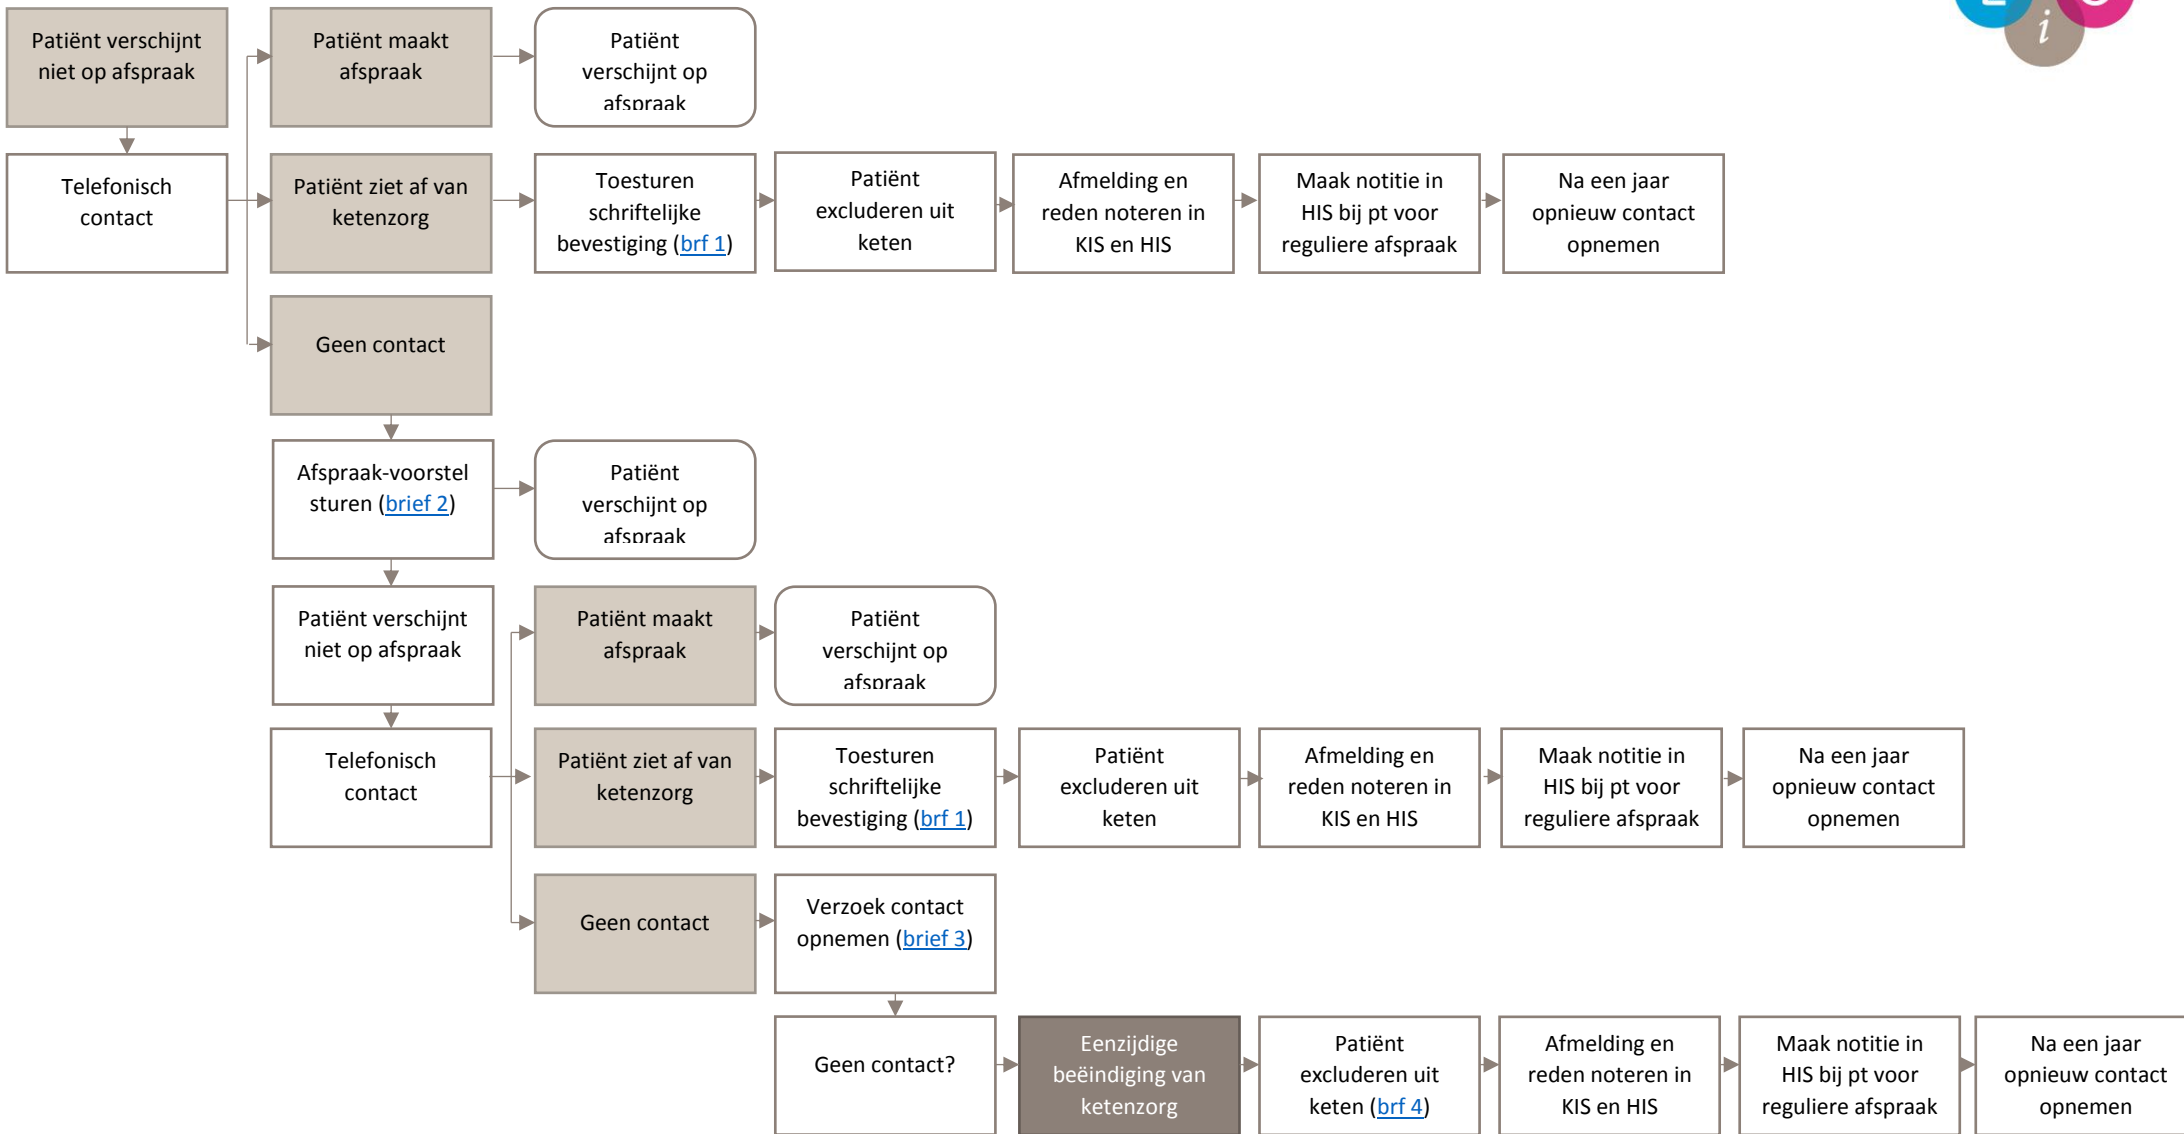 Patiënt verschijnt
niet op afspraak
Patiënt maakt
afspraak
Patiënt
verschijnt op
afspraak
i
Telefonisch
contact
Patiënt ziet af van
ketenzorg
Toesturen
schriftelijke
bevestiging (brf 1)
Patiënt
excluderen uit
keten
Afmelding en
reden noteren in
KIS en HIS
Maak notitie in
HIS bij pt voor
reguliere afspraak
Na een jaar
opnieuw contact
opnemen
Geen contact
Afspraak-voorstel
sturen (brief 2)
Patiënt
verschijnt op
afspraak
Patiënt verschijnt
niet op afspraak
Patiënt maakt
afspraak
Patiënt
verschijnt op
afspraak
Telefonisch
contact
Patiënt ziet af van
ketenzorg
Toesturen
schriftelijke
bevestiging (brf 1)
Patiënt
excluderen uit
keten
Afmelding en
reden noteren in
KIS en HIS
Maak notitie in
HIS bij pt voor
reguliere afspraak
Na een jaar
opnieuw contact
opnemen
Geen contact
Verzoek contact
opnemen (brief 3)
Geen contact?
Eenzijdige
beëindiging van
ketenzorg
Patiënt
excluderen uit
keten (brf 4)
Afmelding en
reden noteren in
KIS en HIS
Maak notitie in
HIS bij pt voor
reguliere afspraak
Na een jaar
opnieuw contact
opnemen